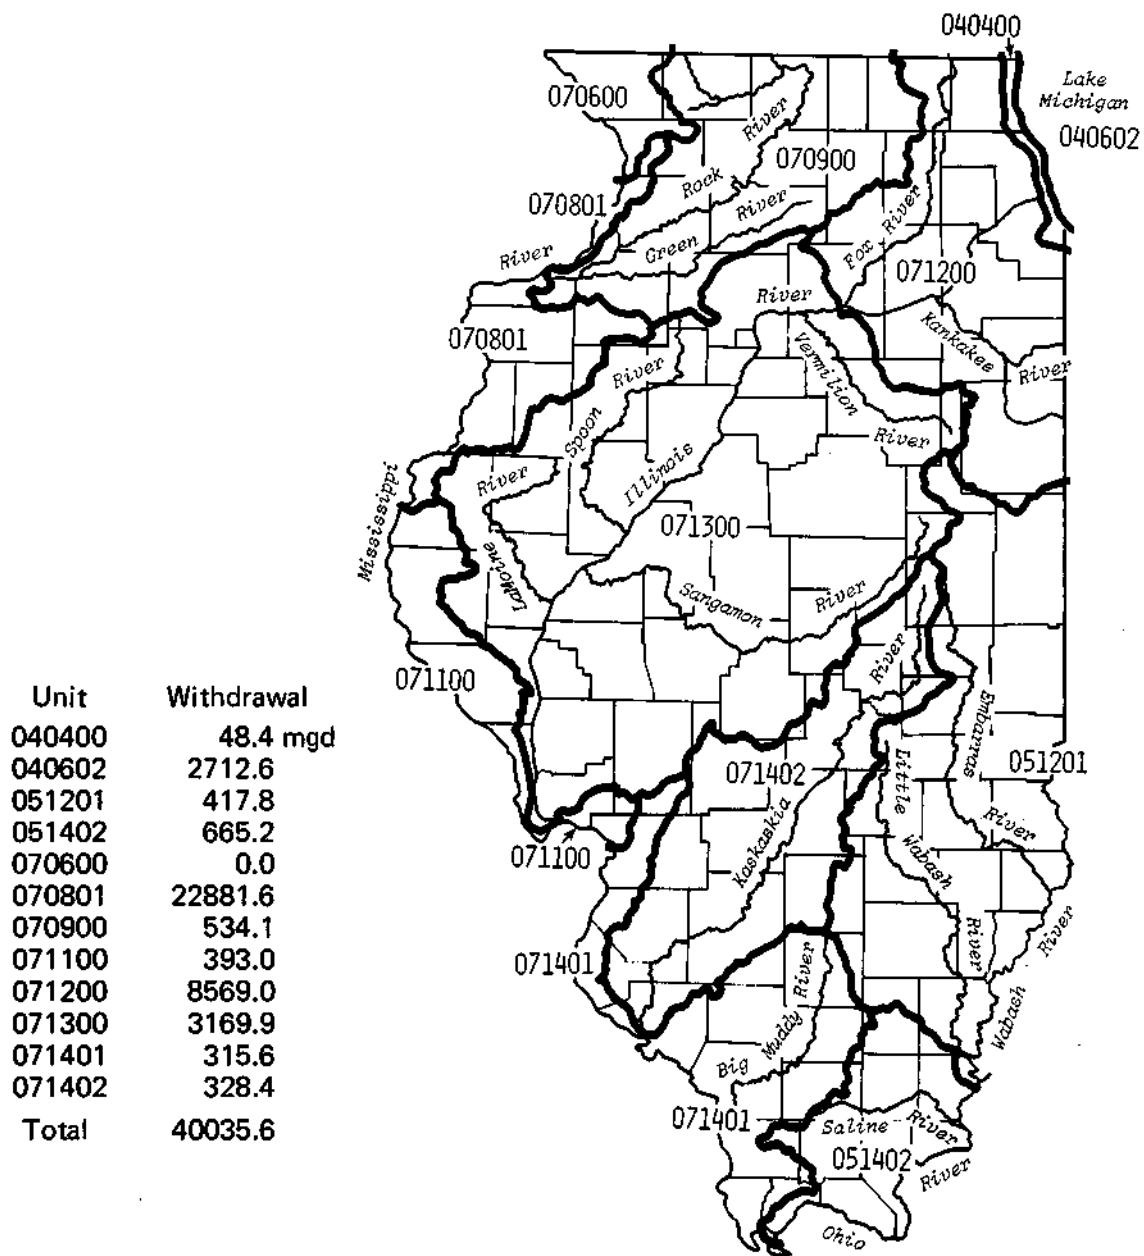 040400
Lake
Michigan
040602
070600
River
070900
Rock
River
070801
River
Green
Fox River
071200
River
070801
Kankakee
River
Vermilion
River
River
Spoon
River
Illinois
Mississippi
071300
LaMoine
Sangamon
River
River
071100
Embarras
051201
071402
Little
Kaskaskia
River
071100
Wabash
River
River
071401
River
Wabash
Muddy
Big
071401
Saline
River
051402
River
Ohio
Unit Withdrawal
040400 48.4 mgd
040602 2712.6
051201 417.8
051402 665.2
070600 0.0
070801 22881.6
070900 534.1
071100 393.0
071200 8569.0
071300 3169.9
071401 315.6
071402 328.4
Total 40035.6